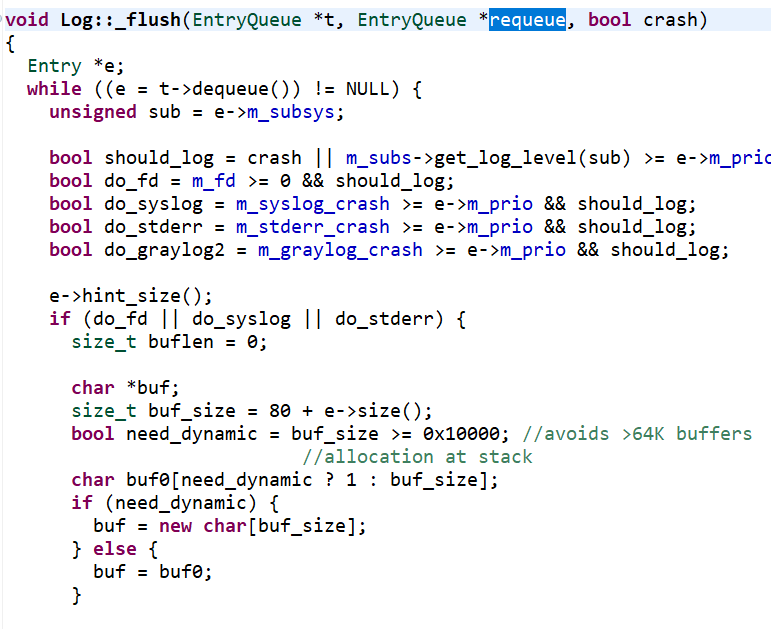 void Log::_flush(EntryQueue *t, EntryQueue *requeue, bool crash)
{
  Entry *e;
  while ((e = t->dequeue()) != NULL) {
    unsigned sub = e->m_subsys;

    bool should_log = crash || m_subs->get_log_level(sub) >= e->m_prio
    bool do_fd = m_fd >= 0 && should_log;
    bool do_syslog = m_syslog_crash >= e->m_prio && should_log;
    bool do_stderr = m_stderr_crash >= e->m_prio && should_log;
    bool do_graylog2 = m_graylog_crash >= e->m_prio && should_log;

    e->hint_size();
    if (do_fd || do_syslog || do_stderr) {
      size_t buflen = 0;

      char *buf;
      size_t buf_size = 80 + e->size();
      bool need_dynamic = buf_size >= 0x10000; //avoids >64K buffers
                           //allocation at stack
      char buf0[need_dynamic ? 1 : buf_size];
      if (need_dynamic) {
        buf = new char[buf_size];
      } else {
        buf = buf0;
      }